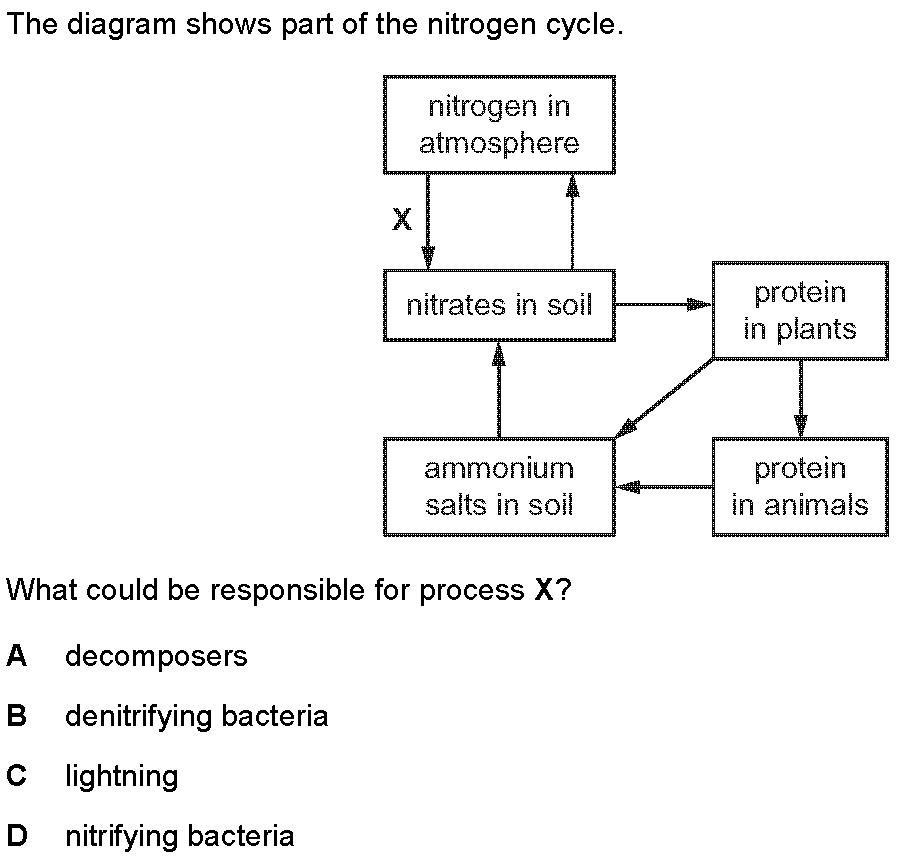 The diagram shows part of the nitrogen cycle.
nitrogen in
atmosphere
X
nitrates in soil
protein
in plants
ammonium
salts in soil
protein
in animals
What could be responsible for process X?
A decomposers
B denitrifying bacteria
C lightning
D nitrifying bacteria